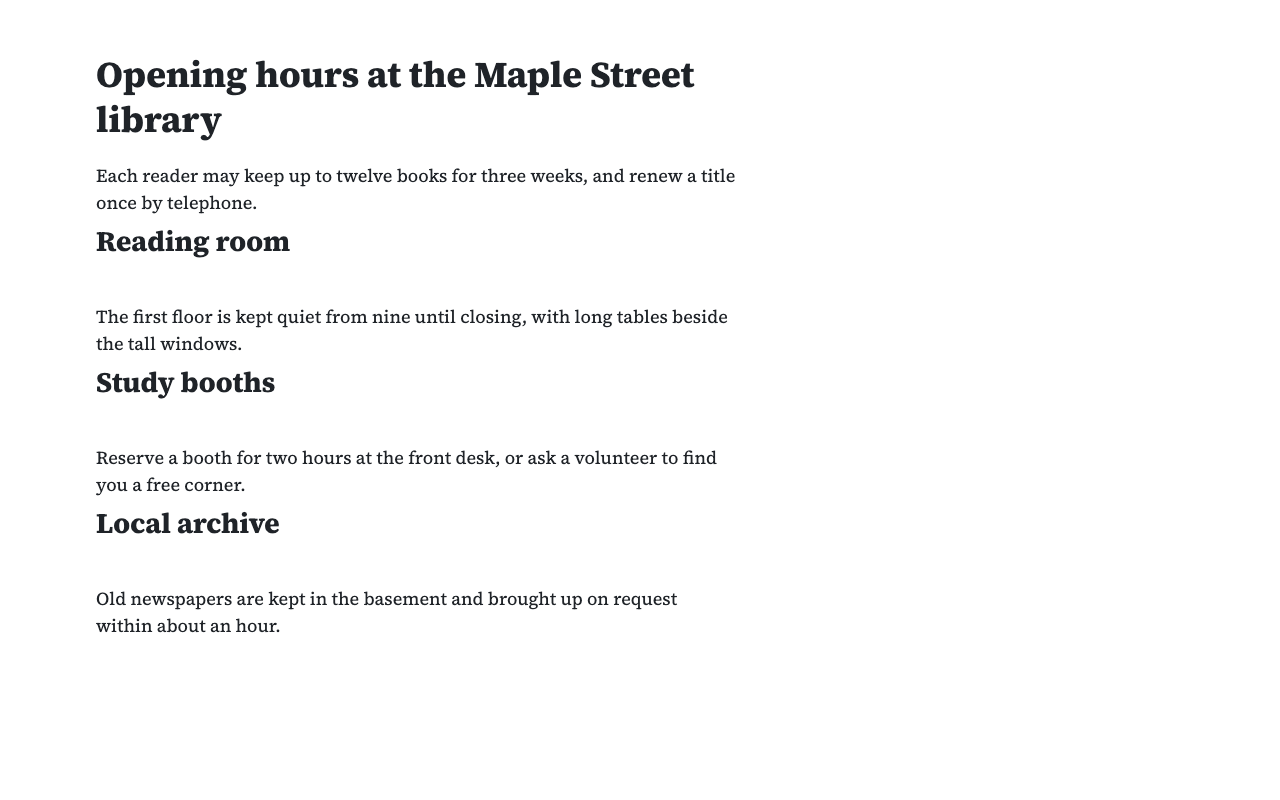 Opening hours at the Maple Street
library
Each reader may keep up to twelve books for three weeks, and renew a title
once by telephone.
Reading room
The first floor is kept quiet from nine until closing, with long tables beside
the tall windows.
Study booths
Reserve a booth for two hours at the front desk, or ask a volunteer to find
you a free corner.
Local archive
Old newspapers are kept in the basement and brought up on request
within about an hour.